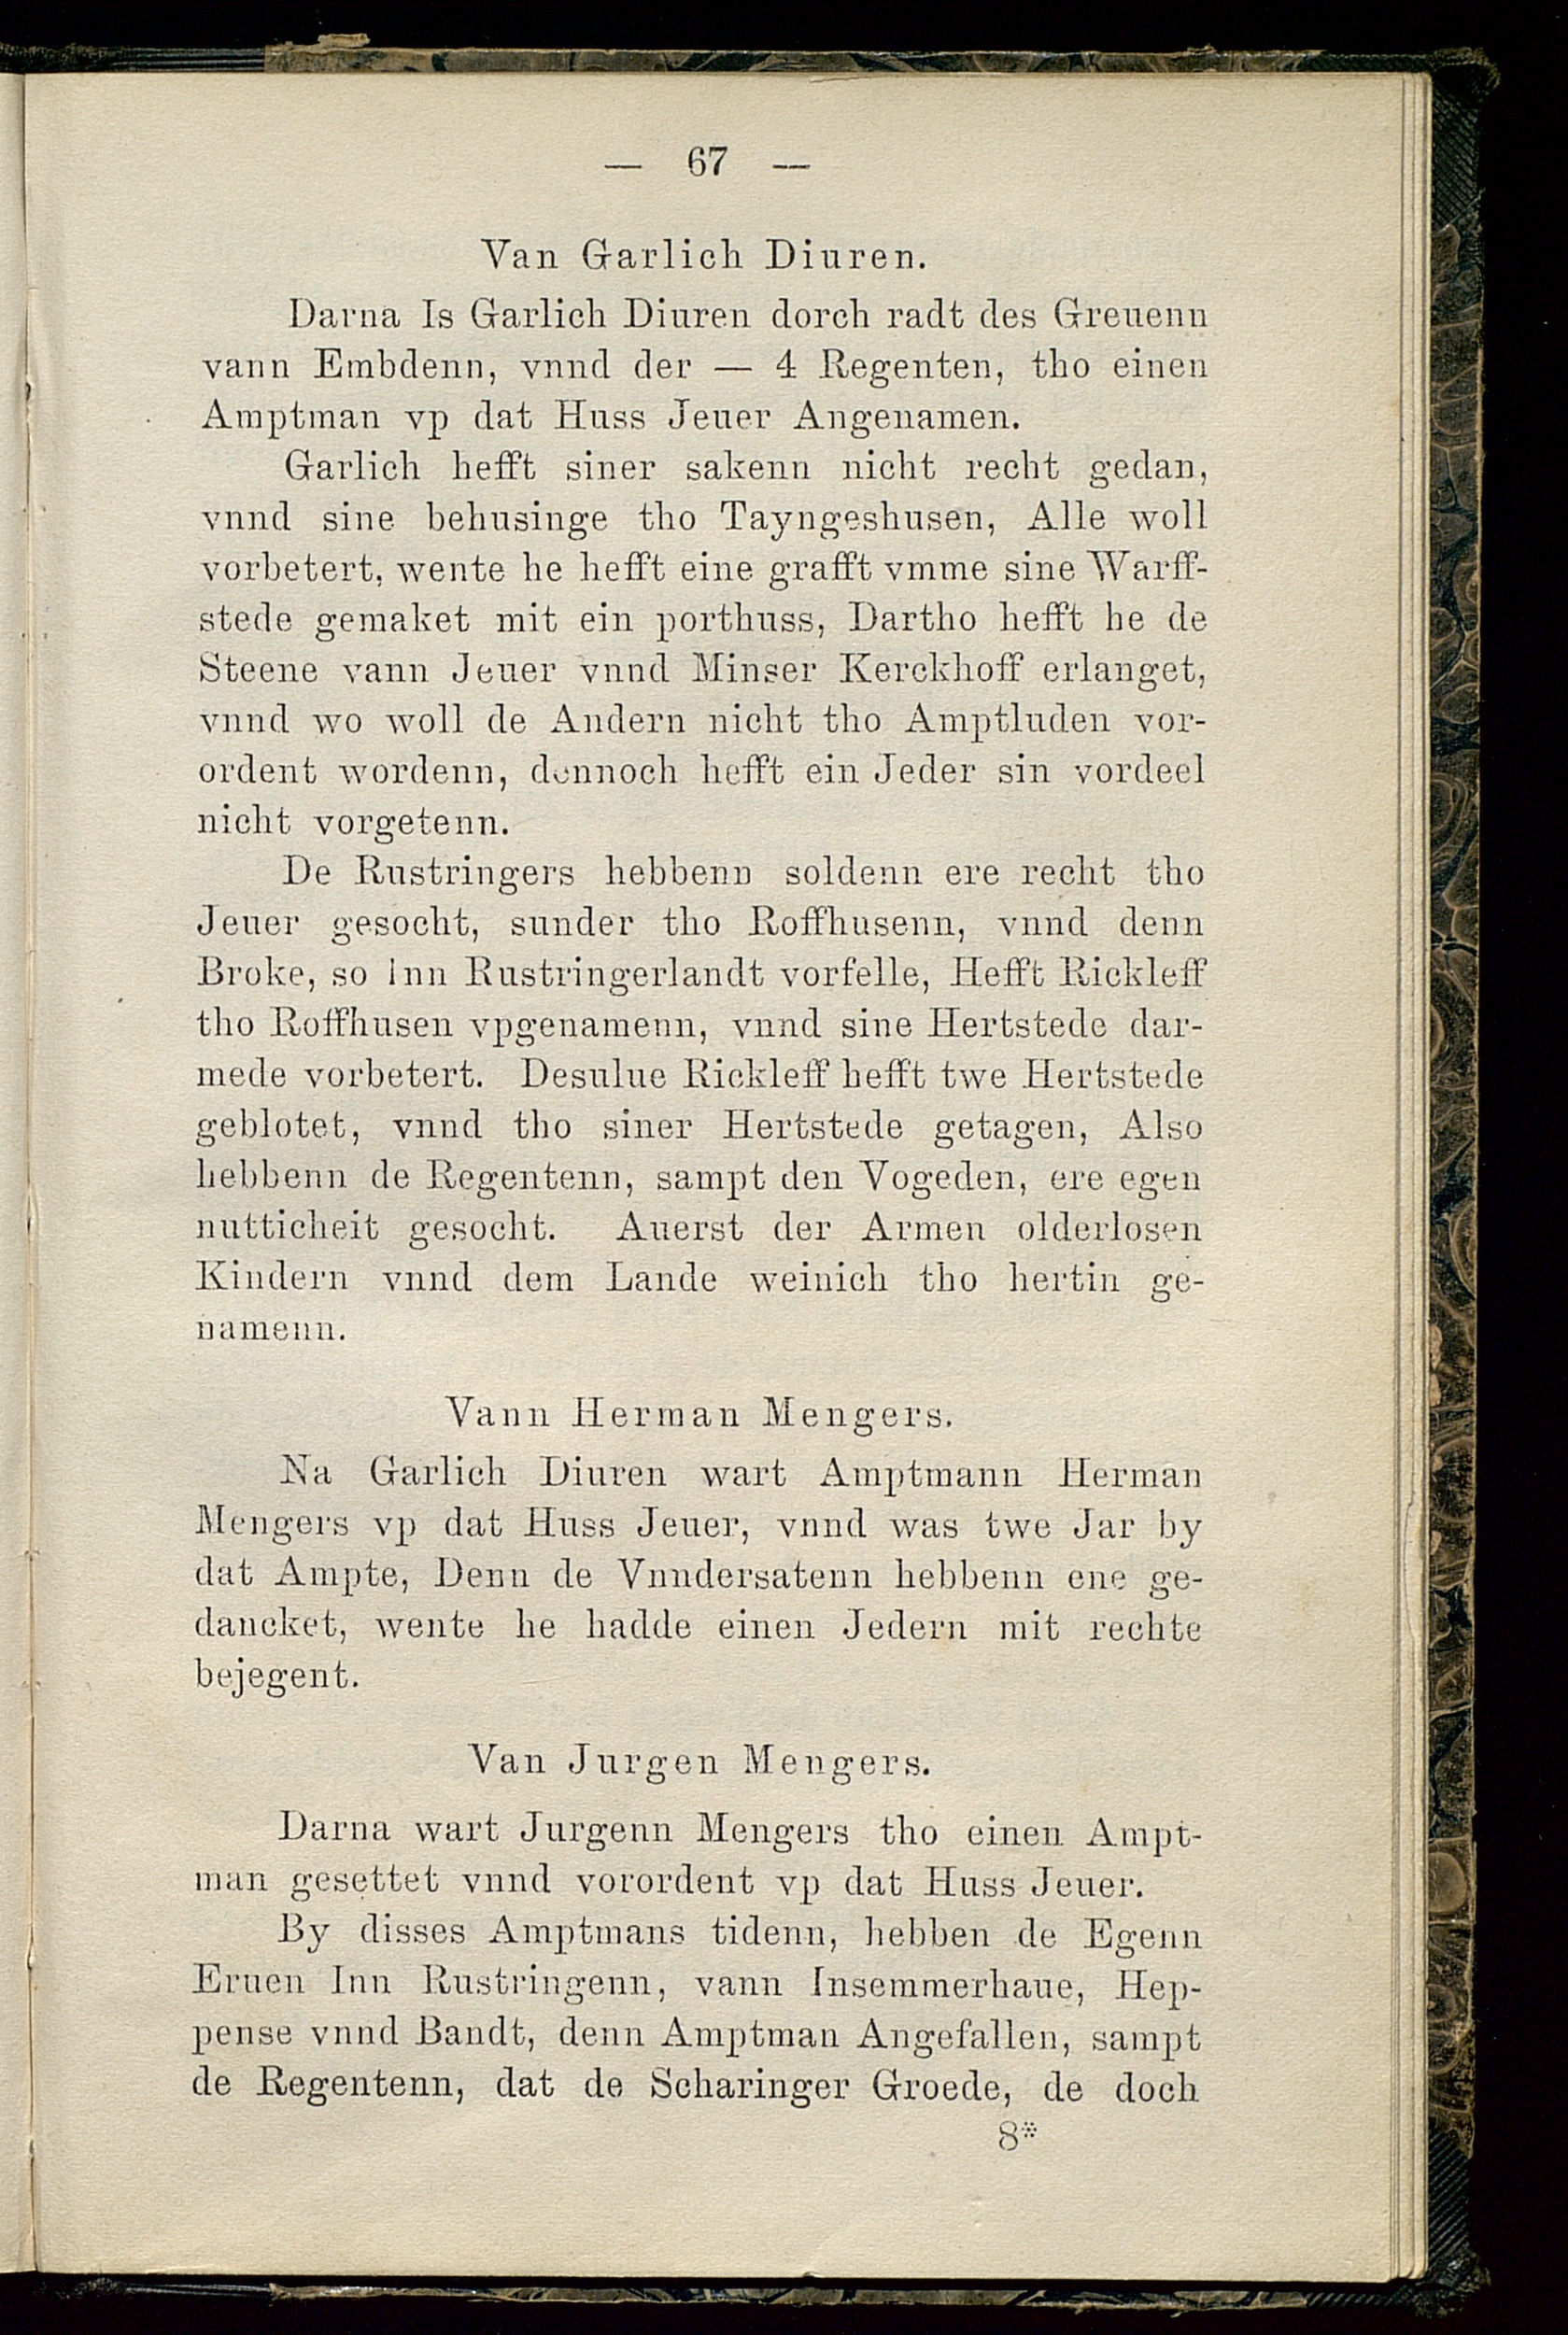 — 67 —
Van Garlich Diuren.
Darna Is Garlich Diuren dorch radt des Greuenn
vann Embdenn, vnnd der — 4 Regenten, tho einen
Amptman vp dat Huss Jeuer Angenamen.
Garlich hefft siner sakenn nicht recht gedan,
vnnd sine behusinge tho Tayngeshusen, Alle woll
vorbetert, wente he hefft eine grafft vmme sine Warff-
stede gemaket mit ein porthuss, Dartho hefft he de
Steene vann Jeuer vnnd Minser Kerckhoff erlanget,
vnnd wo woll de Andern nicht tho Amptluden vor-
ordent wordenn, dennoch hefft ein Jeder sin vordeel
nicht vorgetenn.
De Rustringers hebbenn soldenn ere recht tho
Jeuer gesocht, sunder tho Roffhusenn, vnnd denn
Broke, so Inn Rustringerlandt vorfelle, Hefft Rickleff
tho Roffhusen vpgenamenn, vnnd sine Hertstede dar-
mede vorbetert. Desulue Rickleff hefft twe Hertstede
geblotet, vnnd tho siner Hertstede getagen, Also
hebbenn de Regentenn, sampt den Vogeden, ere egen
nutticheit gesocht. Auerst der Armen olderlosen
Kindern vnnd dem Lande weinich tho hertin ge-
namenn.
Vann Herman Mengers.
Na Garlich Diuren wart Amptmann Herman
Mengers vp dat Huss Jeuer, vnnd was twe Jar by
dat Ampte, Denn de Vnndersatenn hebbenn ene ge-
dancket, wente he hadde einen Jedern mit rechte
bejegent.
Van Jurgen Mengers.
Darna wart Jurgenn Mengers tho einen Ampt-
man gesettet vnnd vorordent vp dat Huss Jeuer.
By disses Amptmans tidenn, hebben de Egenn
Eruen Inn Rustringenn, vann Insemmerhaue, Hep-
pense vnnd Bandt, denn Amptman Angefallen, sampt
de Regentenn, dat de Scharinger Groede, de doch
8*